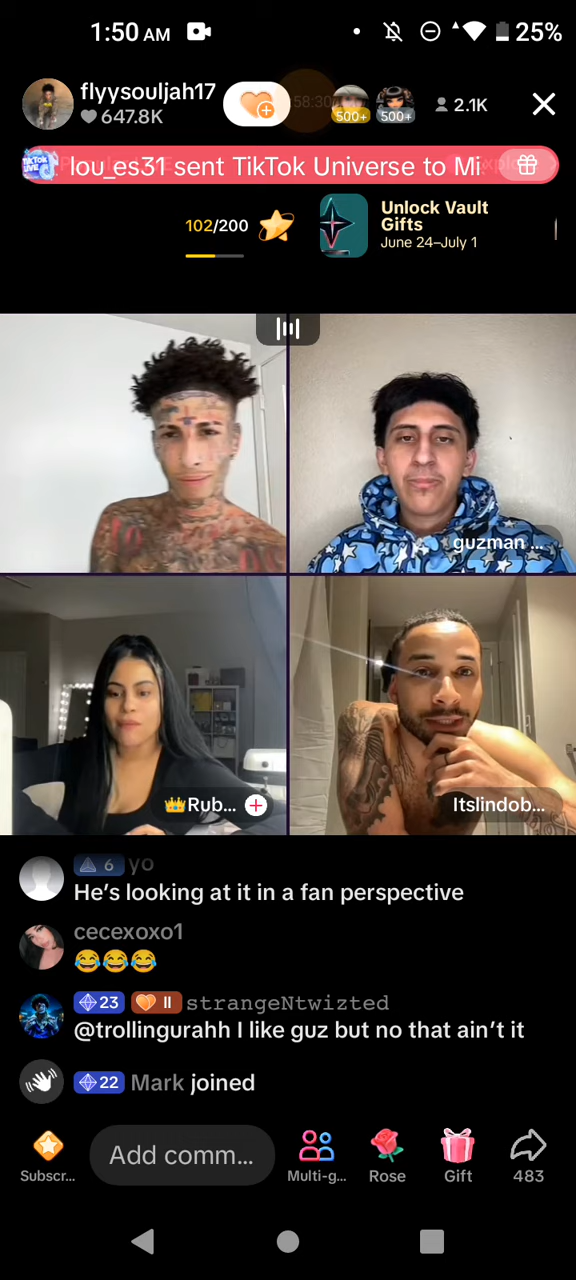 1:50 AM
25%
flyysouljah17
647.8K
58:30
500+
500+
2.1K
lou_es31 sent TikTok Universe to Mi
102/200
Unlock Vault
Gifts
June 24–July 1
guzman ...
👑Rub...
Itslindob...
6 yo
He's looking at it in a fan perspective
cecexoxo1
😂😂😂
23 II strangeNtwizted
@trollingurahh I like guz but no that ain't it
22 Mark joined
Add comm...
Subscr...
Multi-g...
Rose
Gift
483